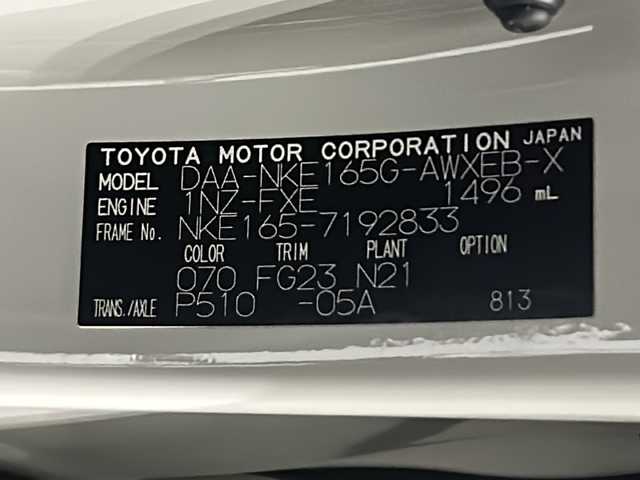 TOYOTA MOTOR CORPORATION JAPAN
MODEL DAA-NKE165G-AWXEB-X
ENGINE 1NZ-FXE 1496 mL
FRAME No. NKE165-7192833
COLOR TRIM PLANT OPTION
070 FG23 N21
TRANS./AXLE P510 -05A 813